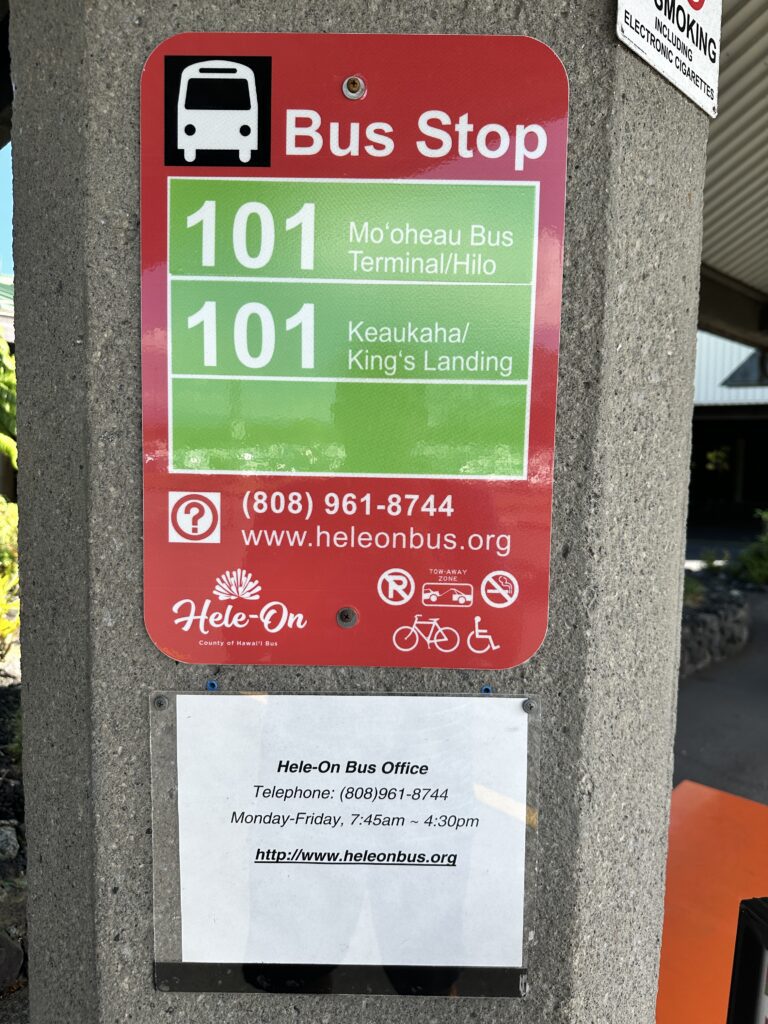 SMOKING
INCLUDING
ELECTRONIC CIGARETTES
Bus Stop
101 Mo‘oheau Bus
Terminal/Hilo
101 Keaukaha/
King‘s Landing
? (808) 961-8744
www.heleonbus.org
Hele-On
County of Hawai‘i Bus
P
TOW-AWAY
ZONE
Hele-On Bus Office
Telephone: (808)961-8744
Monday-Friday, 7:45am ~ 4:30pm
http://www.heleonbus.org